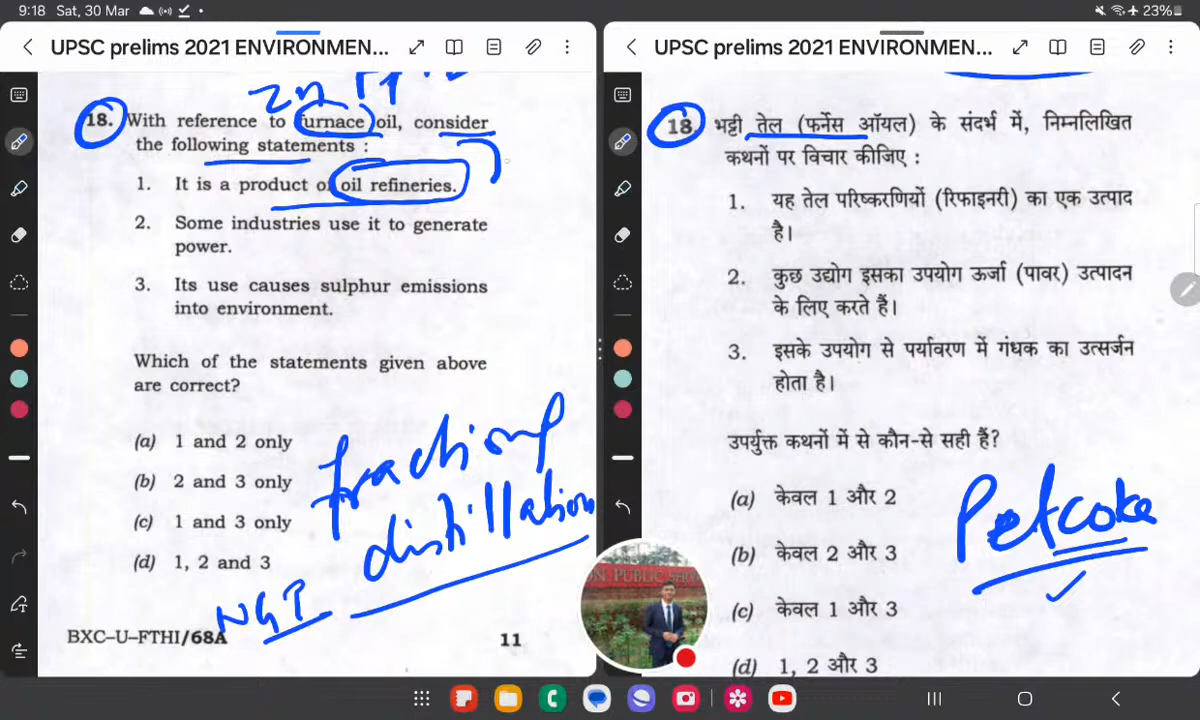 9:18 Sat, 30 Mar
23%
UPSC prelims 2021 ENVIRONMEN...
18. With reference to furnace oil, consider
the following statements :
1. It is a product of oil refineries.
2. Some industries use it to generate
power.
3. Its use causes sulphur emissions
into environment.
Which of the statements given above
are correct?
(a) 1 and 2 only
(b) 2 and 3 only
(c) 1 and 3 only
(d) 1, 2 and 3
fractional
distillation
NGT
BXC-U-FTHI/68A
11
UPSC prelims 2021 ENVIRONMEN...
18. भट्टी तेल (फर्नेस ऑयल) के संदर्भ में, निम्नलिखित
कथनों पर विचार कीजिए :
1. यह तेल परिष्करणियों (रिफाइनरी) का एक उत्पाद
है।
2. कुछ उद्योग इसका उपयोग ऊर्जा (पावर) उत्पादन
के लिए करते हैं।
3. इसके उपयोग से पर्यावरण में गंधक का उत्सर्जन
होता है।
उपर्युक्त कथनों में से कौन-से सही हैं?
(a) केवल 1 और 2
(b) केवल 2 और 3
(c) केवल 1 और 3
(d) 1, 2 और 3
Petcoke
ON PUBLIC SERV